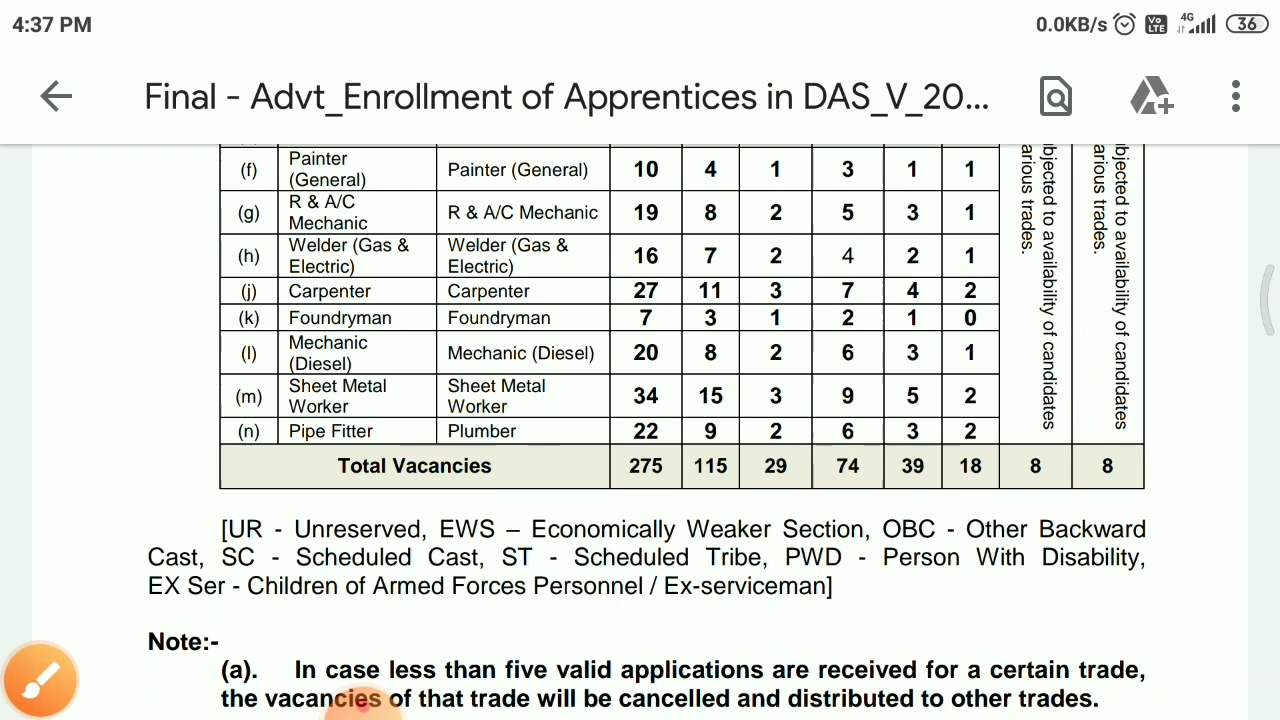 4:37 PM 0.0KB/s Vo LTE 4G 36
Final - Advt_Enrollment of Apprentices in DAS_V_20...
(f) Painter (General) Painter (General) 10 4 1 3 1 1
(g) R & A/C Mechanic R & A/C Mechanic 19 8 2 5 3 1
(h) Welder (Gas & Electric) Welder (Gas & Electric) 16 7 2 4 2 1
(j) Carpenter Carpenter 27 11 3 7 4 2
(k) Foundryman Foundryman 7 3 1 2 1 0
(l) Mechanic (Diesel) Mechanic (Diesel) 20 8 2 6 3 1
(m) Sheet Metal Worker Sheet Metal Worker 34 15 3 9 5 2
(n) Pipe Fitter Plumber 22 9 2 6 3 2
bjected to availability of candidates
arious trades.
bjected to availability of candidates
arious trades.
Total Vacancies 275 115 29 74 39 18 8 8
[UR - Unreserved, EWS – Economically Weaker Section, OBC - Other Backward
Cast, SC - Scheduled Cast, ST - Scheduled Tribe, PWD - Person With Disability,
EX Ser - Children of Armed Forces Personnel / Ex-serviceman]
Note:-
(a). In case less than five valid applications are received for a certain trade,
the vacancies of that trade will be cancelled and distributed to other trades.